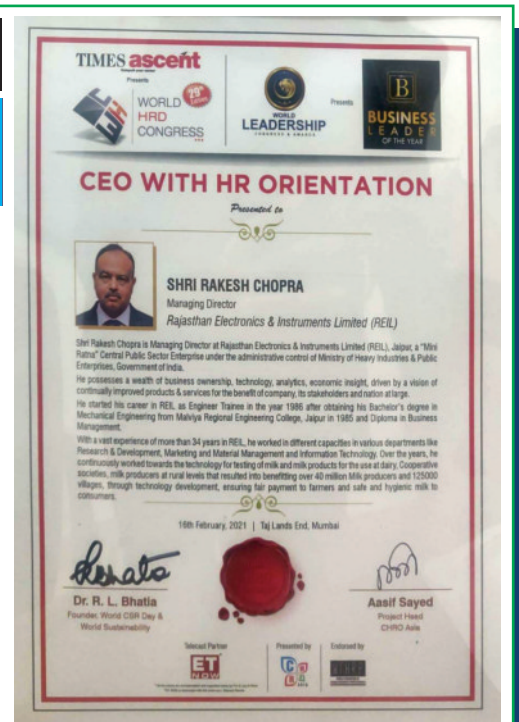 TIMES ascent
Presents
WORLD
HRD
CONGRESS
29th
WORLD
LEADERSHIP
CONGRESS & AWARDS
Presents
B
BUSINESS
LEADER
OF THE YEAR
CEO WITH HR ORIENTATION
Presented to
SHRI RAKESH CHOPRA
Managing Director
Rajasthan Electronics & Instruments Limited (REIL)
Shri Rakesh Chopra is Managing Director at Rajasthan Electronics & Instruments Limited (REIL), Jaipur, a "Mini
Ratna" Central Public Sector Enterprise under the administrative control of Ministry of Heavy Industries & Public
Enterprises, Government of India.
He possesses a wealth of business ownership, technology, analytics, economic insight, driven by a vision of
continually improved products & services for the benefit of company, its stakeholders and nation at large.
He started his career in REIL as Engineer Trainee in the year 1986 after obtaining his Bachelor's degree in
Mechanical Engineering from Malviya Regional Engineering College, Jaipur in 1985 and Diploma in Business
Management.
With a vast experience of more than 34 years in REIL, he worked in different capacities in various departments like
Research & Development, Marketing and Material Management and Information Technology. Over the years, he
continuously worked towards the technology for testing of milk and milk products for the use at dairy, Cooperative
societies, milk producers at rural levels that resulted into benefitting over 40 million Milk producers and 125000
villages, through technology development, ensuring fair payment to farmers and safe and hygienic milk to
consumers.
16th February, 2021 | Taj Lands End, Mumbai
Dr. R. L. Bhatia
Founder, World CSR Day &
World Sustainability
Aasif Sayed
Project Head
CHRO Asia
Telecast Partner
Presented by
Endorsed by
ET
NOW